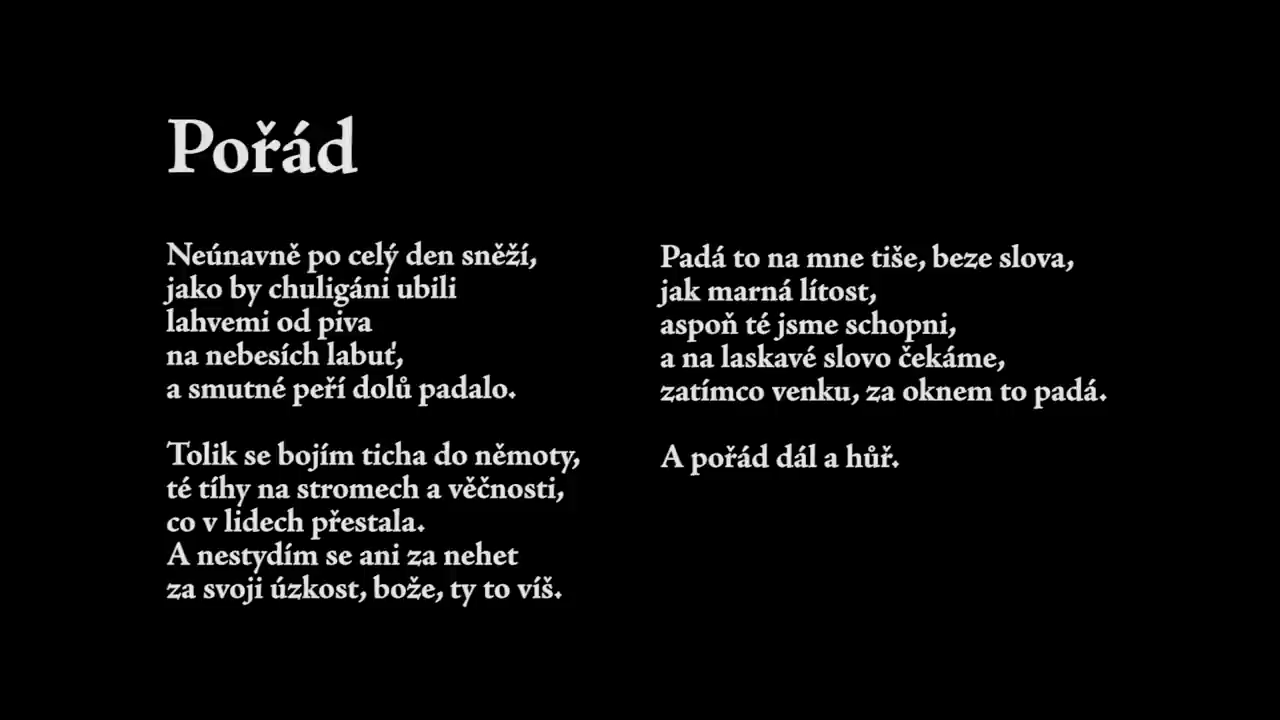 Pořád
Neúnavně po celý den sněží,
jako by chuligáni ubili
lahvemi od piva
na nebesích labuť,
a smutné peří dolů padalo.
Tolik se bojím ticha do němoty,
té tíhy na stromech a věčnosti,
co v lidech přestala.
A nestydím se ani za nehet
za svoji úzkost, bože, ty to víš.
Padá to na mne tiše, beze slova,
jak marná lítost,
aspoň té jsme schopni,
a na laskavé slovo čekáme,
zatímco venku, za oknem to padá.
A pořád dál a hůř.